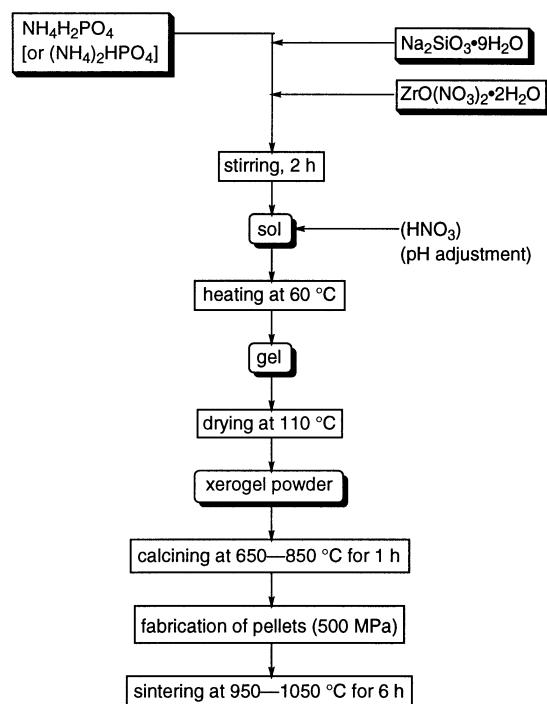 NH4H2PO4
[or (NH4)2HPO4]
Na2SiO3•9H2O
ZrO(NO3)2•2H2O
stirring, 2 h
sol
(HNO3)
(pH adjustment)
heating at 60 °C
gel
drying at 110 °C
xerogel powder
calcining at 650—850 °C for 1 h
fabrication of pellets (500 MPa)
sintering at 950—1050 °C for 6 h